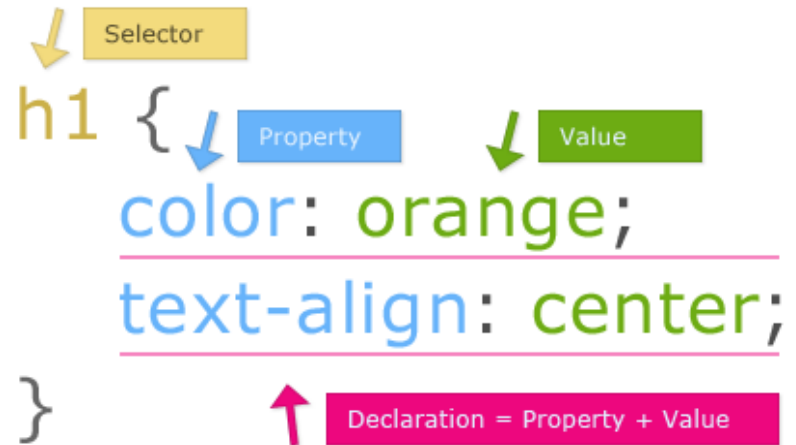 Selector
h1 {
Property
Value
color: orange;
text-align: center;
}
Declaration = Property + Value